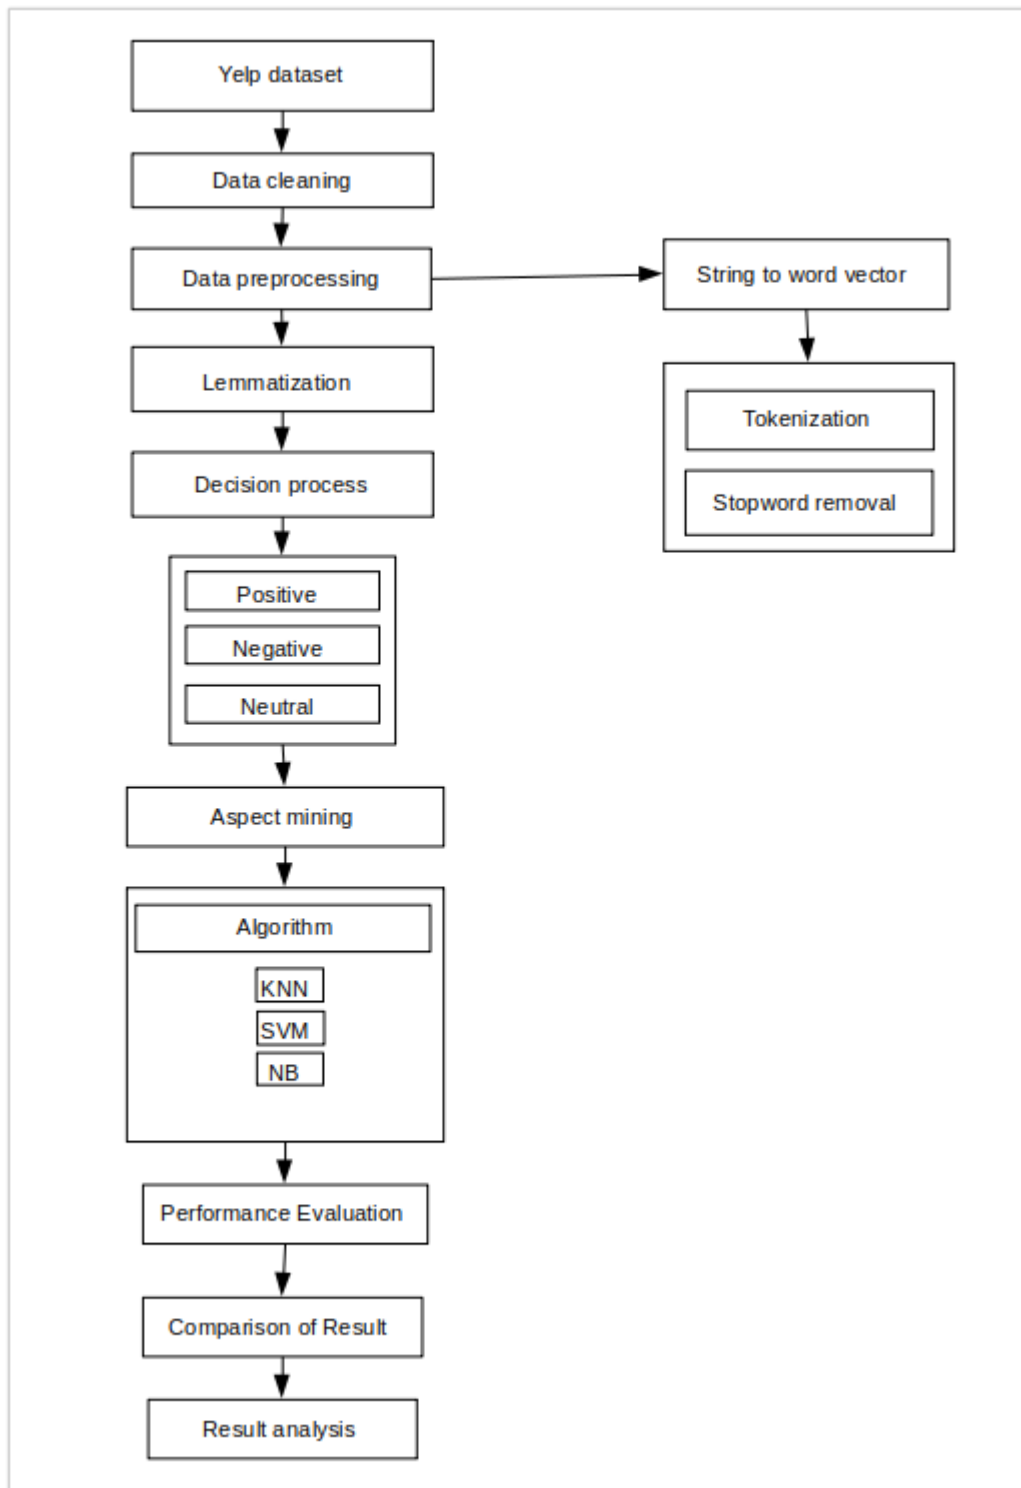 Yelp dataset
Data cleaning
Data preprocessing
String to word vector
Lemmatization
Tokenization
Decision process
Stopword removal
Positive
Negative
Neutral
Aspect mining
Algorithm
KNN
SVM
NB
Performance Evaluation
Comparison of Result
Result analysis